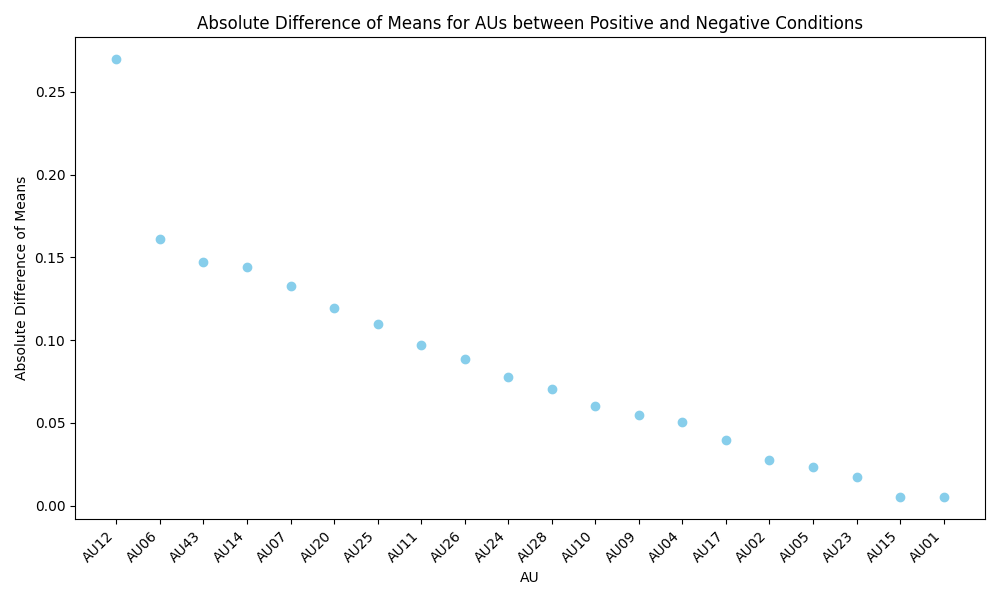 Absolute Difference of Means for AUs between Positive and Negative Conditions
Absolute Difference of Means
0.25
0.20
0.15
0.10
0.05
0.00
AU12 AU06 AU43 AU14 AU07 AU20 AU25 AU11 AU26 AU24 AU28 AU10 AU09 AU04 AU17 AU02 AU05 AU23 AU15 AU01
AU